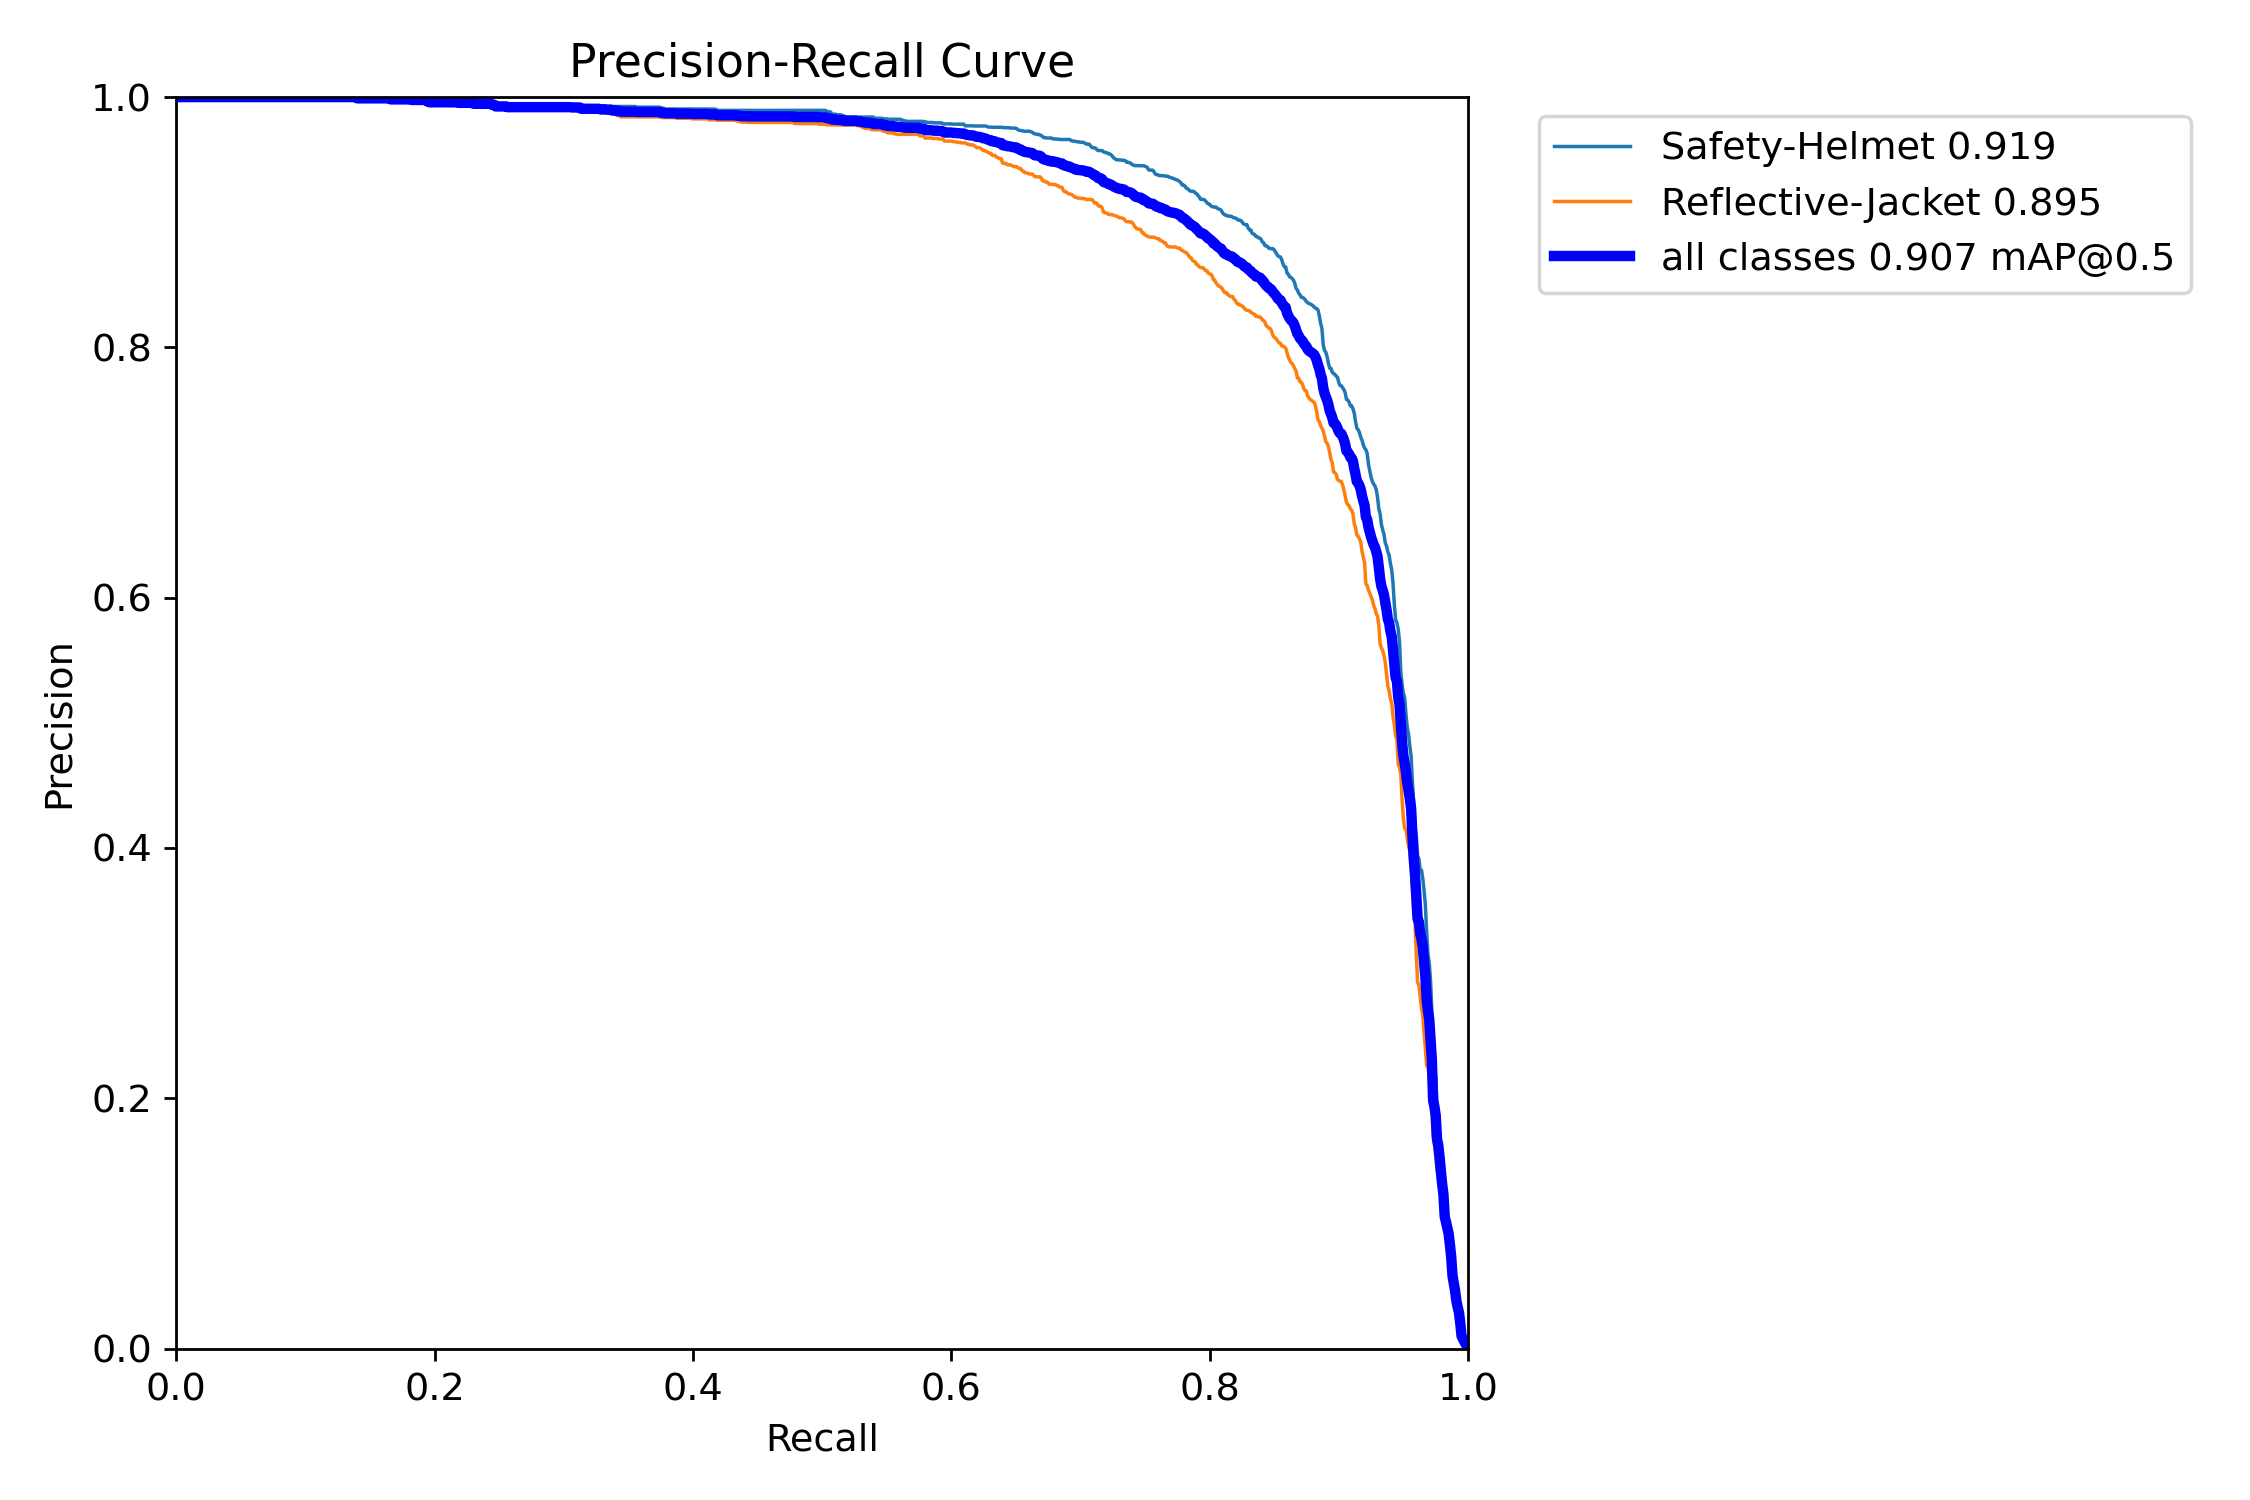 Precision-Recall Curve
Safety-Helmet 0.919
Reflective-Jacket 0.895
all classes 0.907 mAP@0.5
Precision
1.0
0.8
0.6
0.4
0.2
0.0
0.0 0.2 0.4 0.6 0.8 1.0
Recall